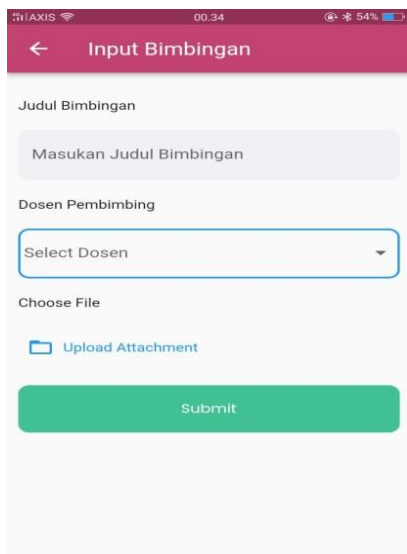 AXIS 00.34 54%
Input Bimbingan
Judul Bimbingan
Masukan Judul Bimbingan
Dosen Pembimbing
Select Dosen
Choose File
Upload Attachment
Submit